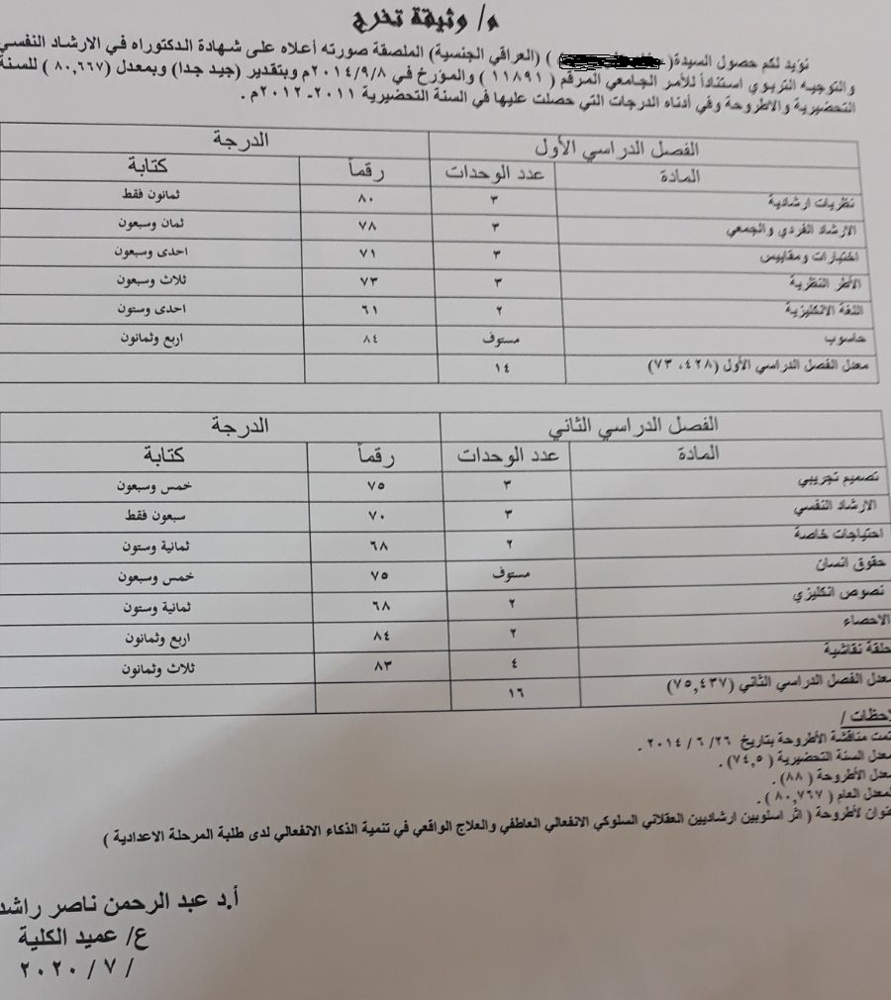 م/ وثيقة تخرج
نؤيد لكم حصول السيدة( ) (العراقي الجنسية) الملصقة صورته أعلاه على شهادة الدكتوراه في الارشاد النفسي
والتوجيه التربوي استناداً للأمر الجامعي المرقم ( ١١٨٩١ ) والمؤرخ في ٢٠١٤/٩/٨م وبتقدير (جيد جدا) وبمعدل (٨٠,٦٦٧ ) للسنة
التحضيرية والاطروحة وفي أدناه الدرجات التي حصلت عليها في السنة التحضيرية ٢٠١١-٢٠١٢م .
الفصل الدراسي الأول الدرجة
المادة عدد الوحدات رقماً كتابة
نظريات ارشادية ٣ ٨٠ ثمانون فقط
الارشاد الفردي والجمعي ٣ ٧٨ ثمان وسبعون
اختبارات ومقاييس ٣ ٧١ احدى وسبعون
الأطر النظرية ٣ ٧٣ ثلاث وسبعون
اللغة الانكليزية ٢ ٦١ احدى وستون
حاسوب مستوف ٨٤ اربع وثمانون
معدل الفصل الدراسي الأول (٧٣،٤٢٨) ١٤
الفصل الدراسي الثاني الدرجة
المادة عدد الوحدات رقماً كتابة
تصميم تجريبي ٣ ٧٥ خمس وسبعون
الارشاد النفسي ٣ ٧٠ سبعون فقط
احتياجات خاصة ٢ ٦٨ ثمانية وستون
حقوق انسان مستوف ٧٥ خمس وسبعون
نصوص انكليزي ٢ ٦٨ ثمانية وستون
الاحصاء ٢ ٨٤ اربع وثمانون
حلقة نقاشية ٤ ٨٣ ثلاث وثمانون
معدل الفصل الدراسي الثاني (٧٥,٤٣٧) ١٦
لاحظات /
تمت مناقشة الأطروحة بتاريخ ٢٦/ ٦ / ٢٠١٤ .
معدل السنة التحضيرية ( ٧٤,٥) .
معدل الأطروحة ( ٨٨) .
المعدل العام ( ٨٠,٧٦٧ ) .
عنوان لأطروحة ( اثر اسلوبين ارشاديين العقلاني السلوكي الانفعالي العاطفي والعلاج الواقعي في تنمية الذكاء الانفعالي لدى طلبة المرحلة الاعدادية )
أ.د عبد الرحمن ناصر راشد
ع/ عميد الكلية
/ ٧ / ٢٠٢٠